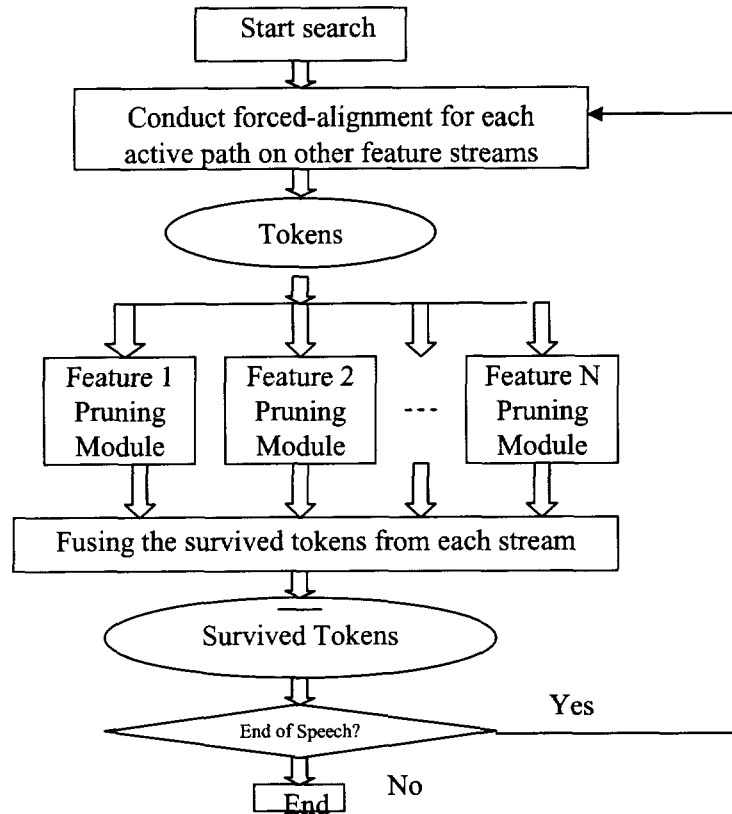 Start search
Conduct forced-alignment for each
active path on other feature streams
Tokens
Feature 1
Pruning
Module
Feature 2
Pruning
Module
---
Feature N
Pruning
Module
Fusing the survived tokens from each stream
Survived Tokens
End of Speech?
Yes
No
End